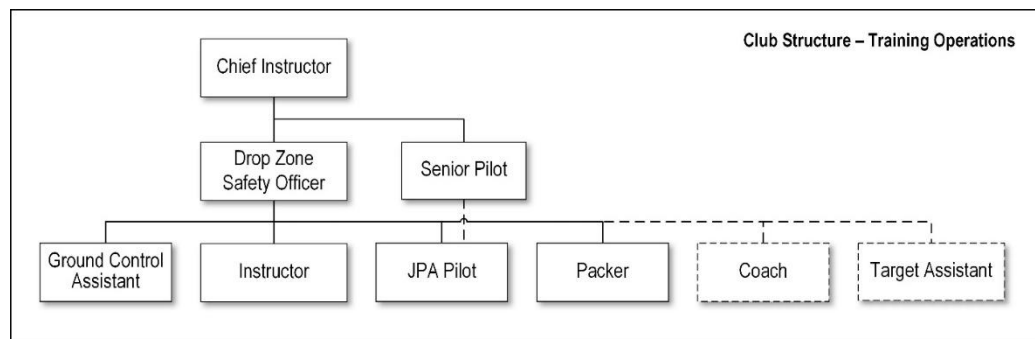 Club Structure – Training Operations
Chief Instructor
Drop Zone
Safety Officer
Senior Pilot
Ground Control
Assistant
Instructor
JPA Pilot
Packer
Coach
Target Assistant